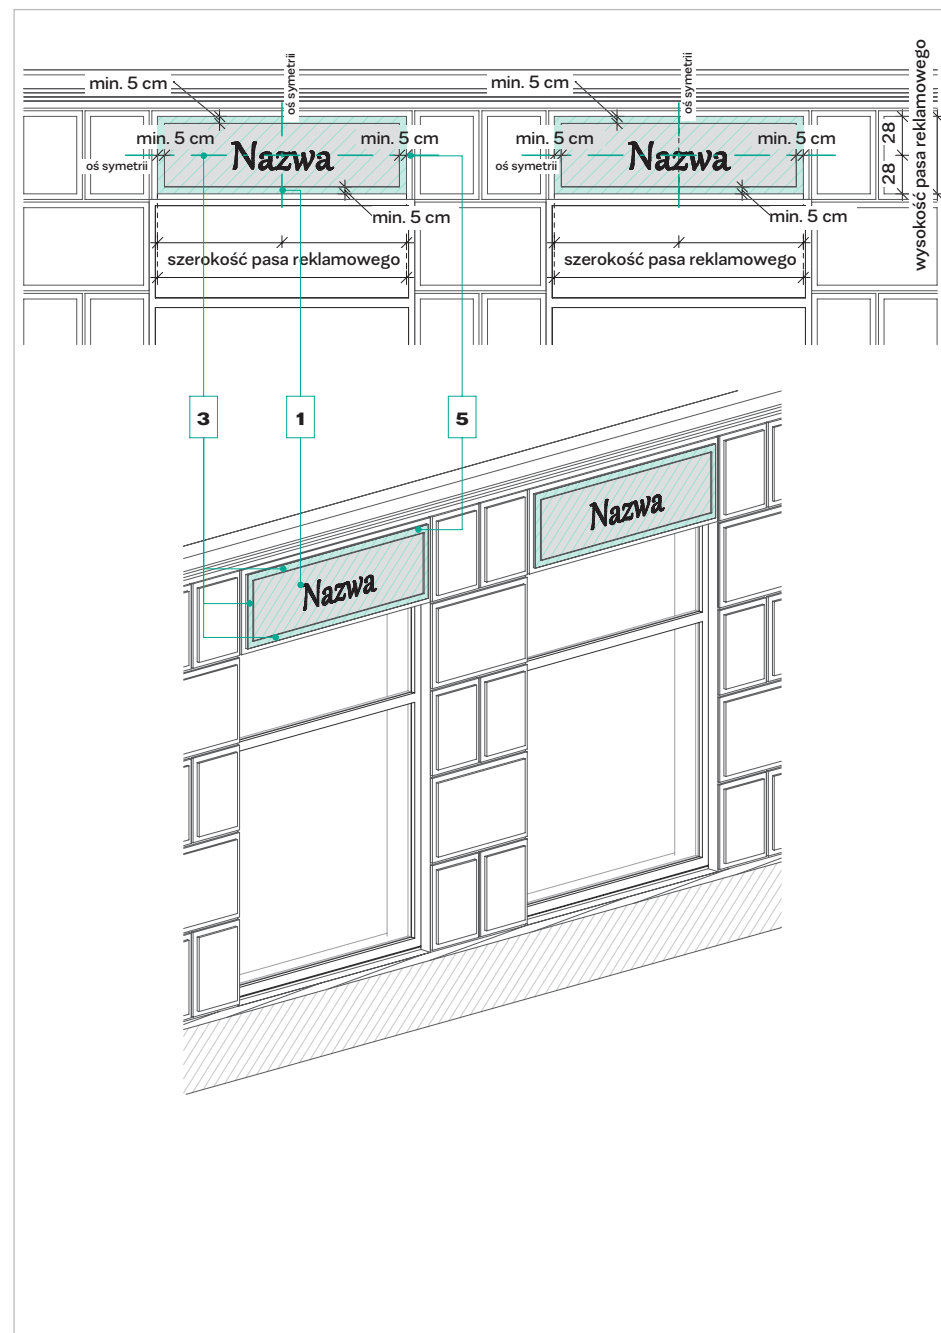 oś symetrii
oś symetrii
min. 5 cm
min. 5 cm
min. 5 cm
min. 5 cm
min. 5 cm
min. 5 cm
oś symetrii
Nazwa
oś symetrii
Nazwa
28
28
wysokość pasa reklamowego
min. 5 cm
min. 5 cm
szerokość pasa reklamowego
szerokość pasa reklamowego
3
1
5
Nazwa
Nazwa